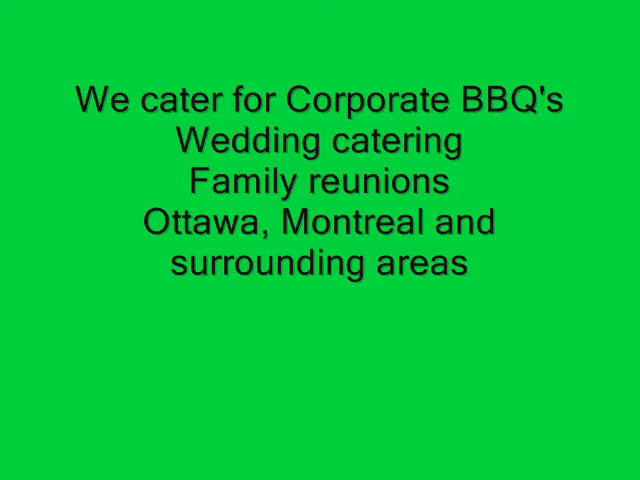 We cater for Corporate BBQ's
Wedding catering
Family reunions
Ottawa, Montreal and
surrounding areas